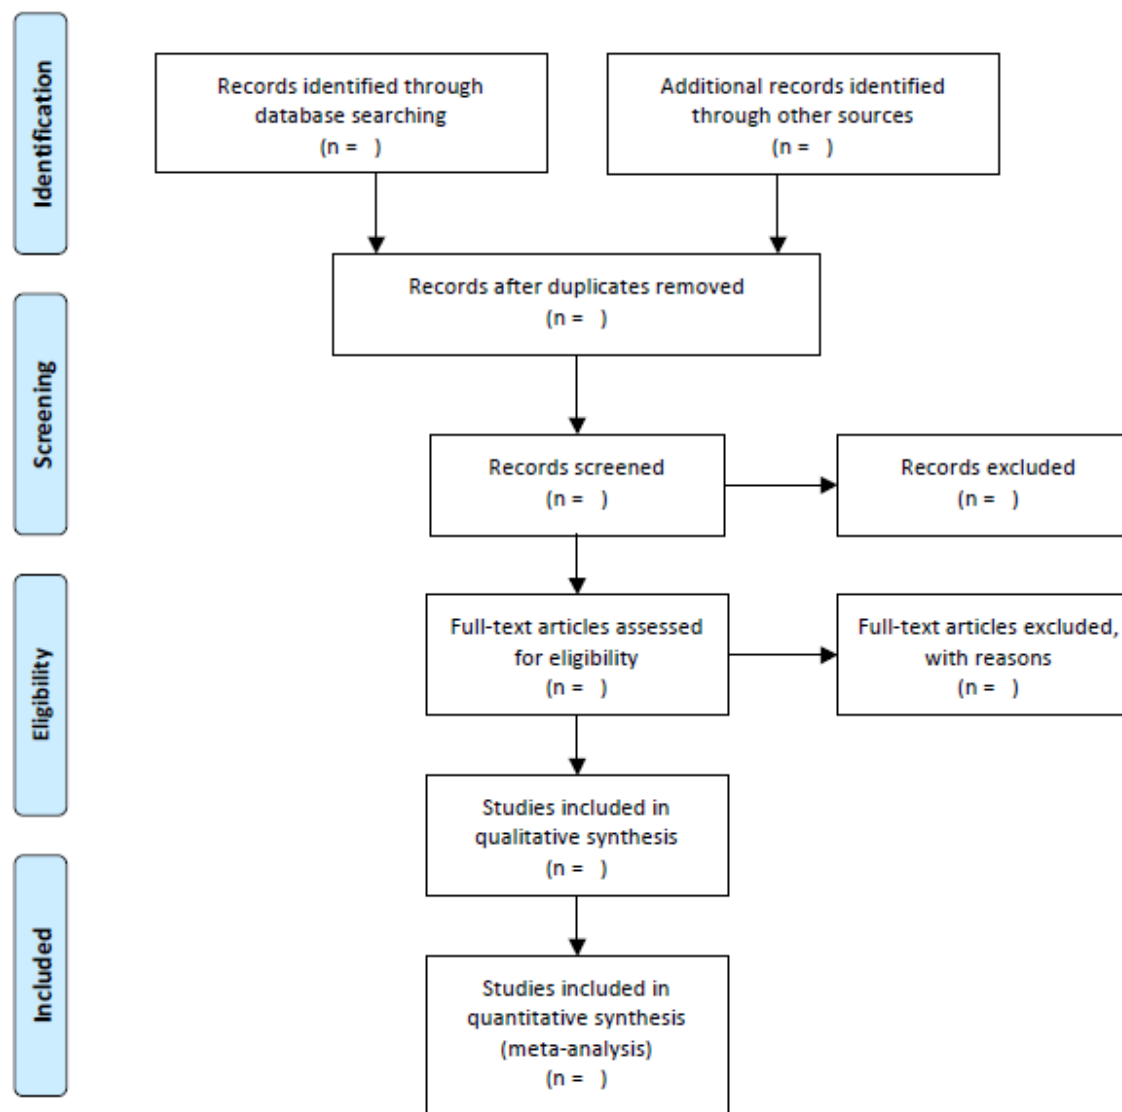 Identification
Records identified through
database searching
(n =   )
Additional records identified
through other sources
(n =   )
Records after duplicates removed
(n =   )
Screening
Records screened
(n =   )
Records excluded
(n =   )
Eligibility
Full-text articles assessed
for eligibility
(n =   )
Full-text articles excluded,
with reasons
(n =   )
Studies included in
qualitative synthesis
(n =   )
Included
Studies included in
quantitative synthesis
(meta-analysis)
(n =   )